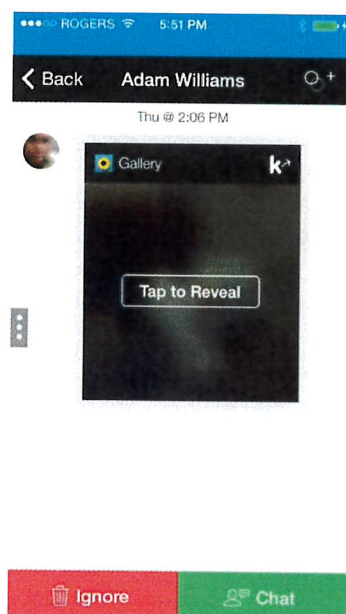 ROGERS 5:51 PM
Back Adam Williams
Thu @ 2:06 PM
Gallery k
Tap to Reveal
Ignore Chat